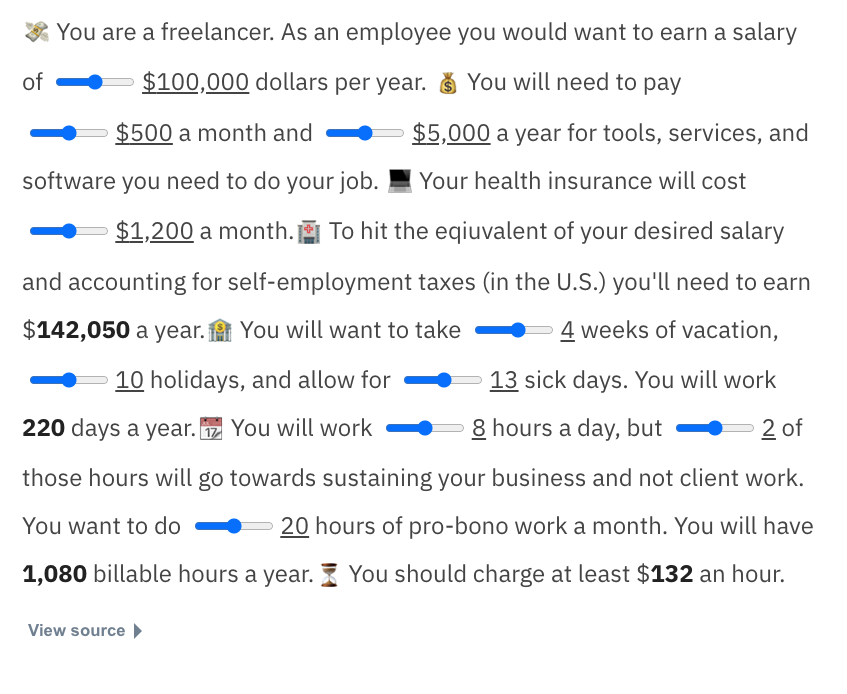 💸 You are a freelancer. As an employee you would want to earn a salary
of $100,000 dollars per year. 💰 You will need to pay
$500 a month and $5,000 a year for tools, services, and
software you need to do your job. 💻 Your health insurance will cost
$1,200 a month.🏥 To hit the eqiuvalent of your desired salary
and accounting for self-employment taxes (in the U.S.) you'll need to earn
$142,050 a year.🏦 You will want to take 4 weeks of vacation,
10 holidays, and allow for 13 sick days. You will work
220 days a year.📆 You will work 8 hours a day, but 2 of
those hours will go towards sustaining your business and not client work.
You want to do 20 hours of pro-bono work a month. You will have
1,080 billable hours a year.⏳ You should charge at least $132 an hour.
View source